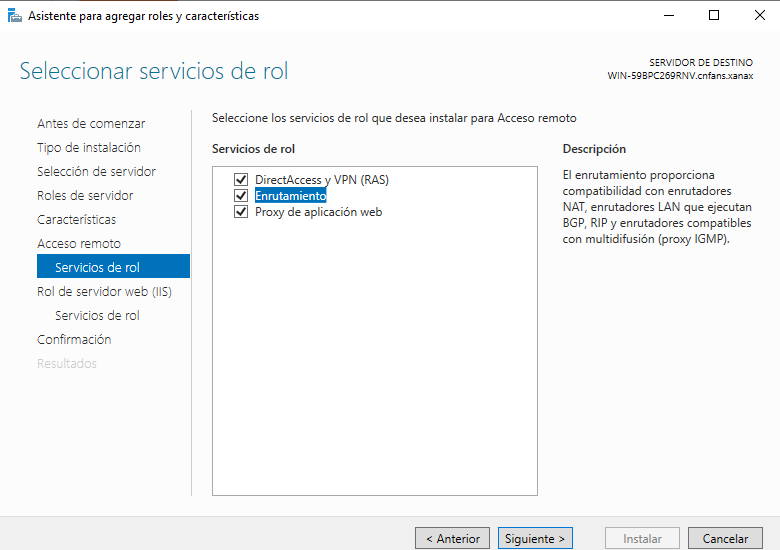 Asistente para agregar roles y características
Seleccionar servicios de rol
SERVIDOR DE DESTINO
WIN-59BPC269RNV.cnfans.xanax
Antes de comenzar
Tipo de instalación
Selección de servidor
Roles de servidor
Características
Acceso remoto
Servicios de rol
Rol de servidor web (IIS)
Servicios de rol
Confirmación
Resultados
Seleccione los servicios de rol que desea instalar para Acceso remoto
Servicios de rol
DirectAccess y VPN (RAS)
Enrutamiento
Proxy de aplicación web
Descripción
El enrutamiento proporciona
compatibilidad con enrutadores
NAT, enrutadores LAN que ejecutan
BGP, RIP y enrutadores compatibles
con multidifusión (proxy IGMP).
< Anterior
Siguiente >
Instalar
Cancelar